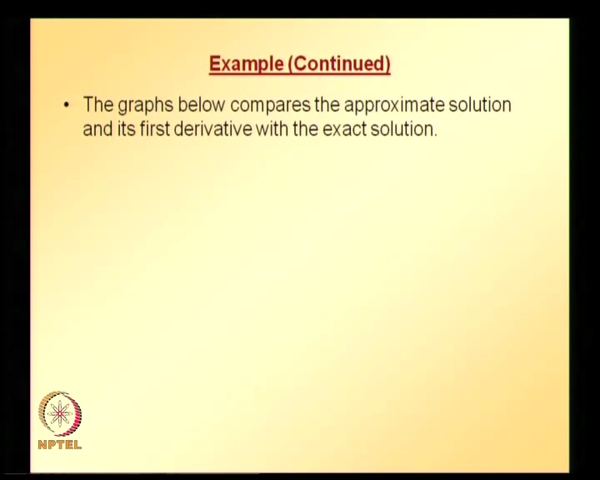 Example (Continued)
• The graphs below compares the approximate solution
and its first derivative with the exact solution.
NPTEL